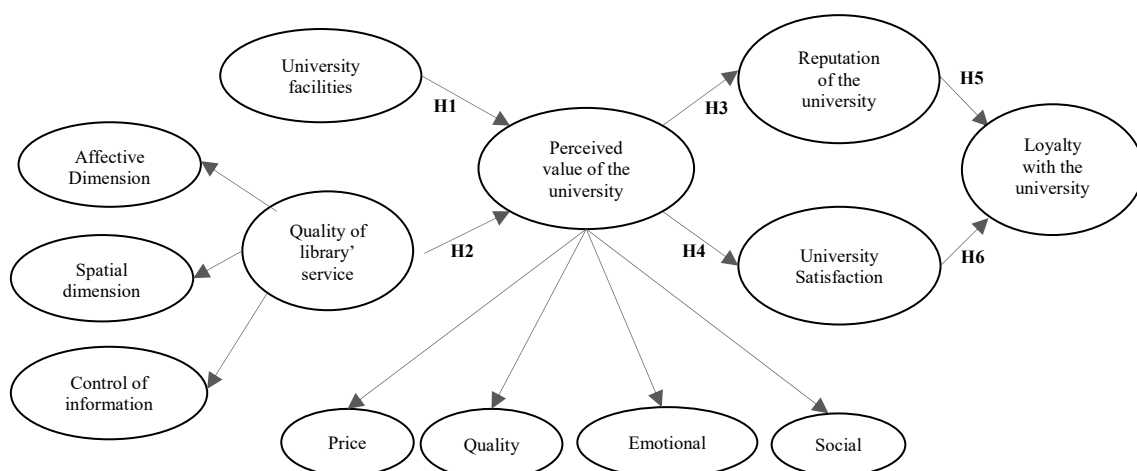 University
facilities
H1
Reputation
of the
university
H5
H3
Affective
Dimension
Perceived
value of the
university
Loyalty
with the
university
Quality of
library’
service
H2
H4
H6
University
Satisfaction
Spatial
dimension
Control of
information
Price
Quality
Emotional
Social